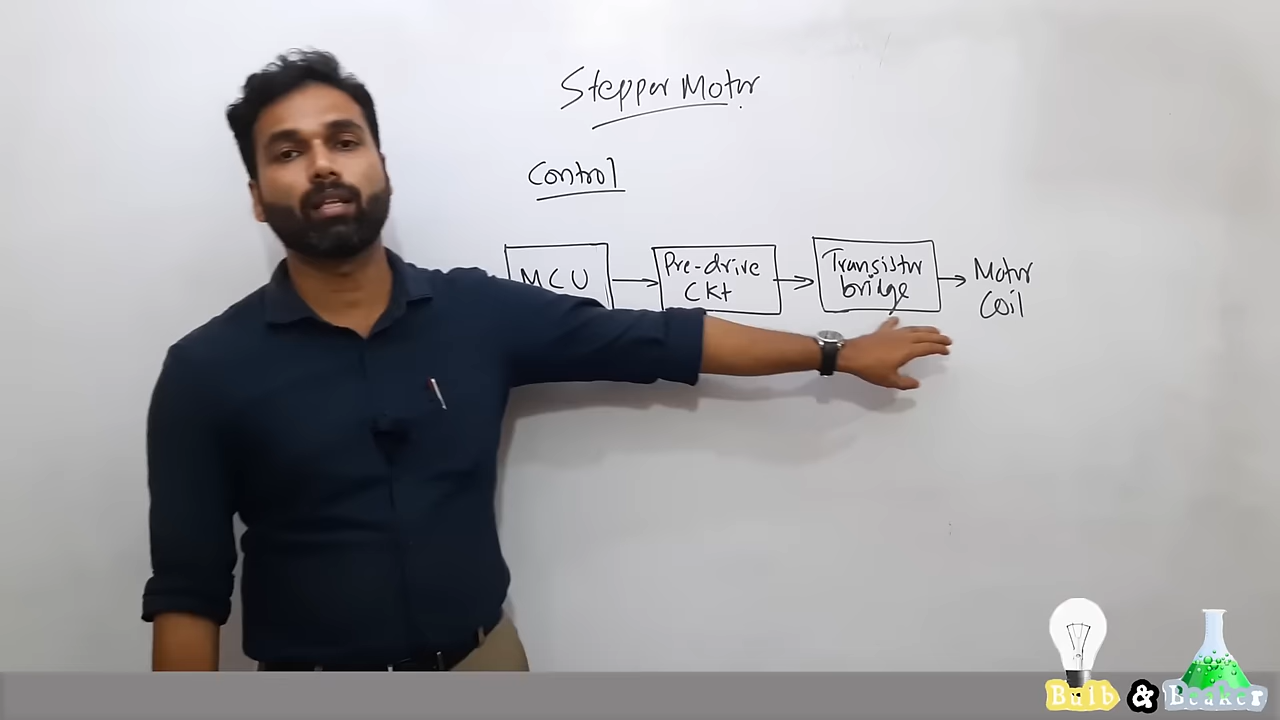 Stepper Motor
Control
MCU
Pre-drive
CKt
Transistor
bridge
Motor
Coil
Bulb & Beaker